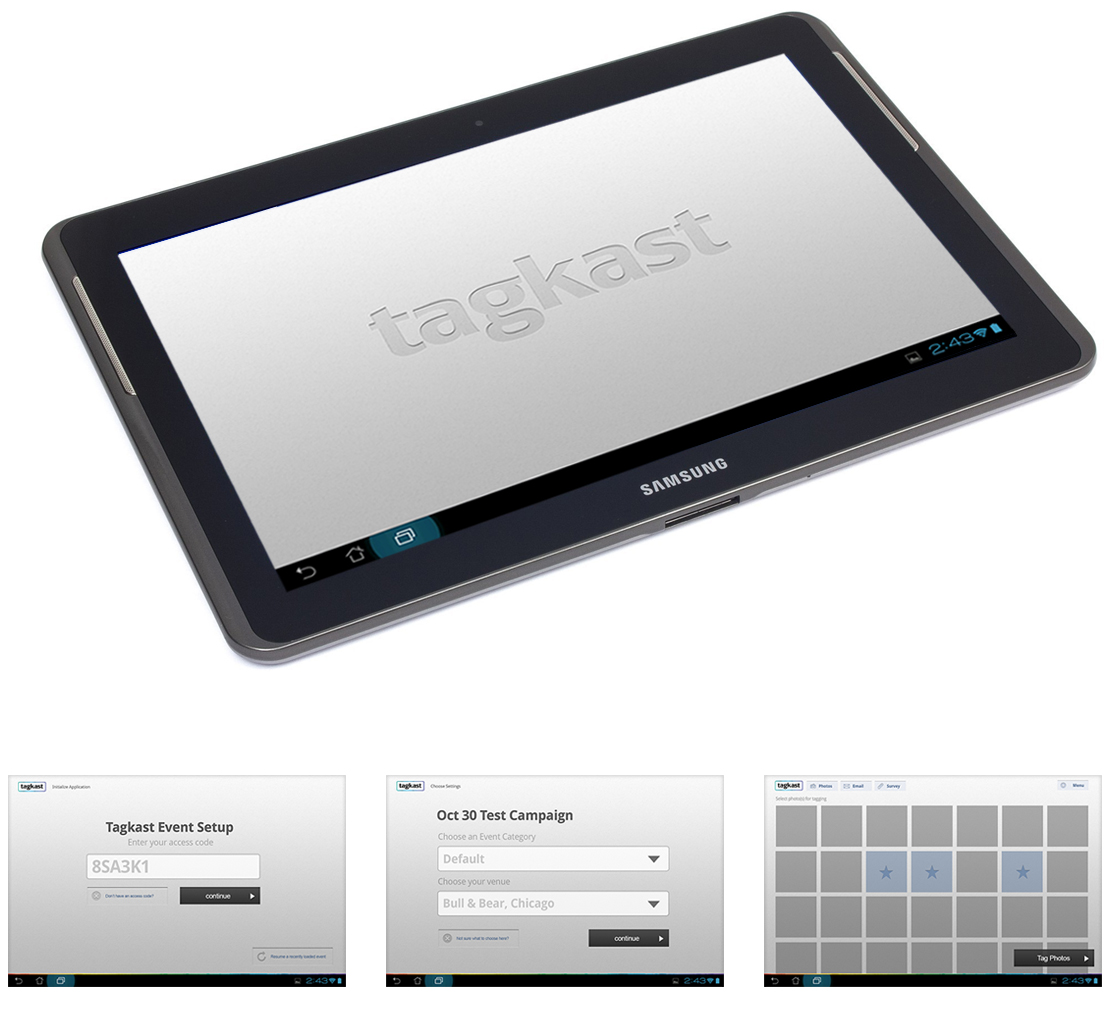 tagkast
2:43
SAMSUNG
tagkast Initialize Application
Tagkast Event Setup
Enter your access code
8SA3K1
Don't have an access code?
continue
Resume a recently loaded event
2:43
tagkast Choose Settings
Oct 30 Test Campaign
Choose an Event Category
Default
Choose your venue
Bull & Bear, Chicago
Not sure what to choose here?
continue
2:43
tagkast Photos Email Survey Menu
Select photo(s) for tagging
Tag Photos
2:43